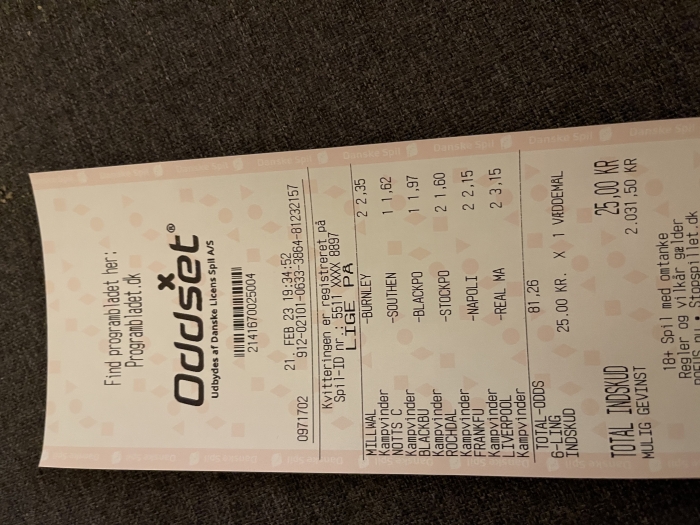 Find programbladet her:
Programbladet.dk
Oddset®
Udbydes af Danske Licens Spil A/S
2141670025004
21. FEB 23 19:34:52
0971702 912-02101-0633-3864-81232157
Kvitteringen er registreret på
Spil-ID nr.: 5511 XXXX 8897
LIGE PÅ
MILLWAL -BURNLEY 2 2,35
Kampvinder
NOTTS C -SOUTHEN 1 1,62
Kampvinder
BLACKBU -BLACKPO 1 1,97
Kampvinder
ROCHDAL -STOCKPO 2 1,60
Kampvinder
FRANKFU -NAPOLI 2 2,15
Kampvinder
LIVERPOOL -REAL MA 2 3,15
Kampvinder
TOTAL-ODDS 81,26
6-LING
INDSKUD 25.00 KR. X 1 VÆDDEMÅL
TOTAL INDSKUD 25,00 KR
MULIG GEVINST 2.031,50 KR
18+ Spil med omtanke
Regler og vilkår gælder
Stopspillet.dk